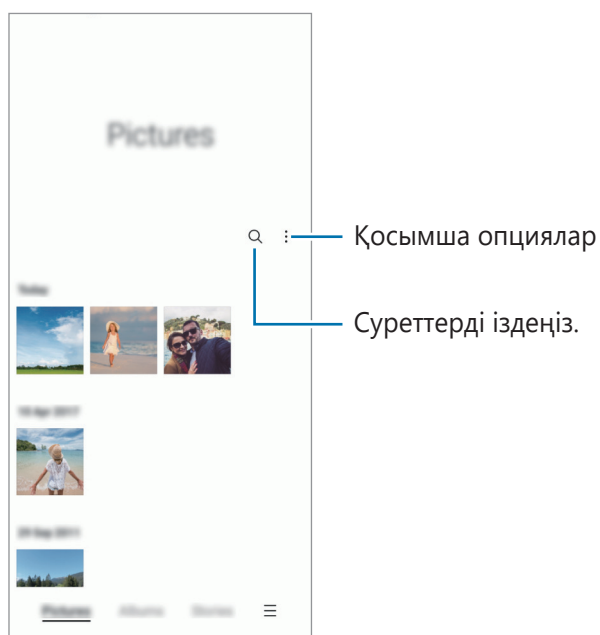 Pictures
Қосымша опциялар
Today
Суреттерді іздеңіз.
Pictures Albums Stories